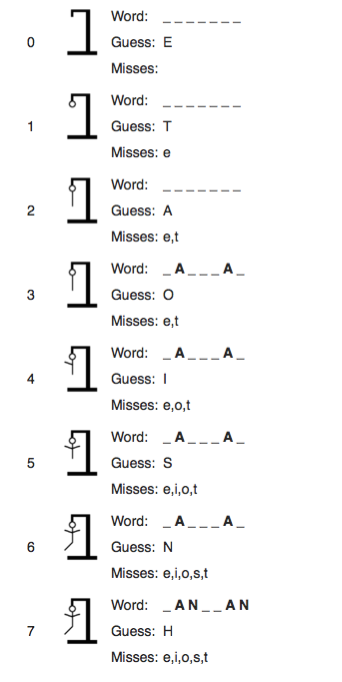 Word: _ _ _ _ _ _ _
0 Guess: E
Misses:
Word: _ _ _ _ _ _ _
1 Guess: T
Misses: e
Word: _ _ _ _ _ _ _
2 Guess: A
Misses: e,t
Word: _ A _ _ _ A _
3 Guess: O
Misses: e,t
Word: _ A _ _ _ A _
4 Guess: I
Misses: e,o,t
Word: _ A _ _ _ A _
5 Guess: S
Misses: e,i,o,t
Word: _ A _ _ _ A _
6 Guess: N
Misses: e,i,o,s,t
Word: _ A N _ _ A N
7 Guess: H
Misses: e,i,o,s,t